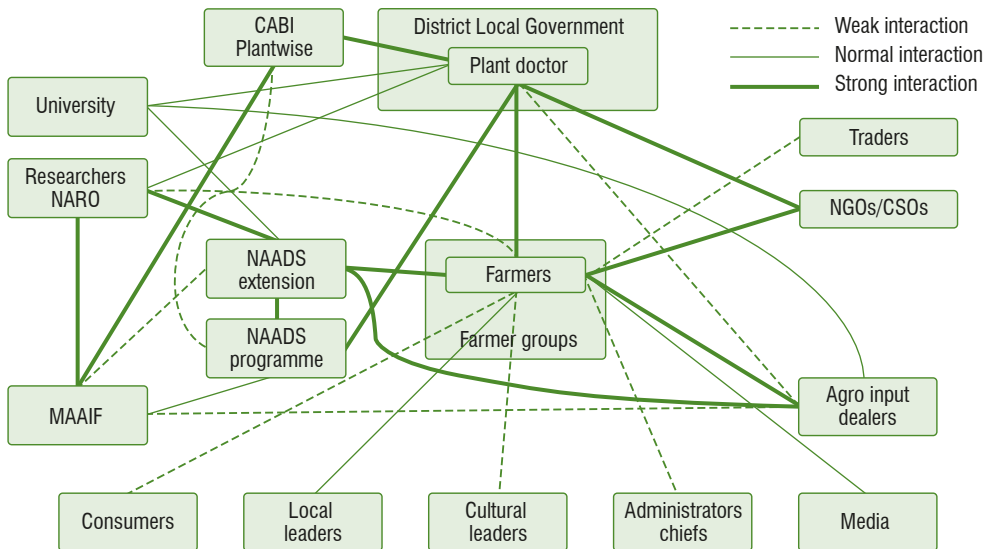 CABI
Plantwise
District Local Government
Plant doctor
Weak interaction
Normal interaction
Strong interaction
University
Traders
Researchers
NARO
NGOs/CSOs
NAADS
extension
Farmers
NAADS
programme
Farmer groups
MAAIF
Agro input
dealers
Consumers
Local
leaders
Cultural
leaders
Administrators
chiefs
Media